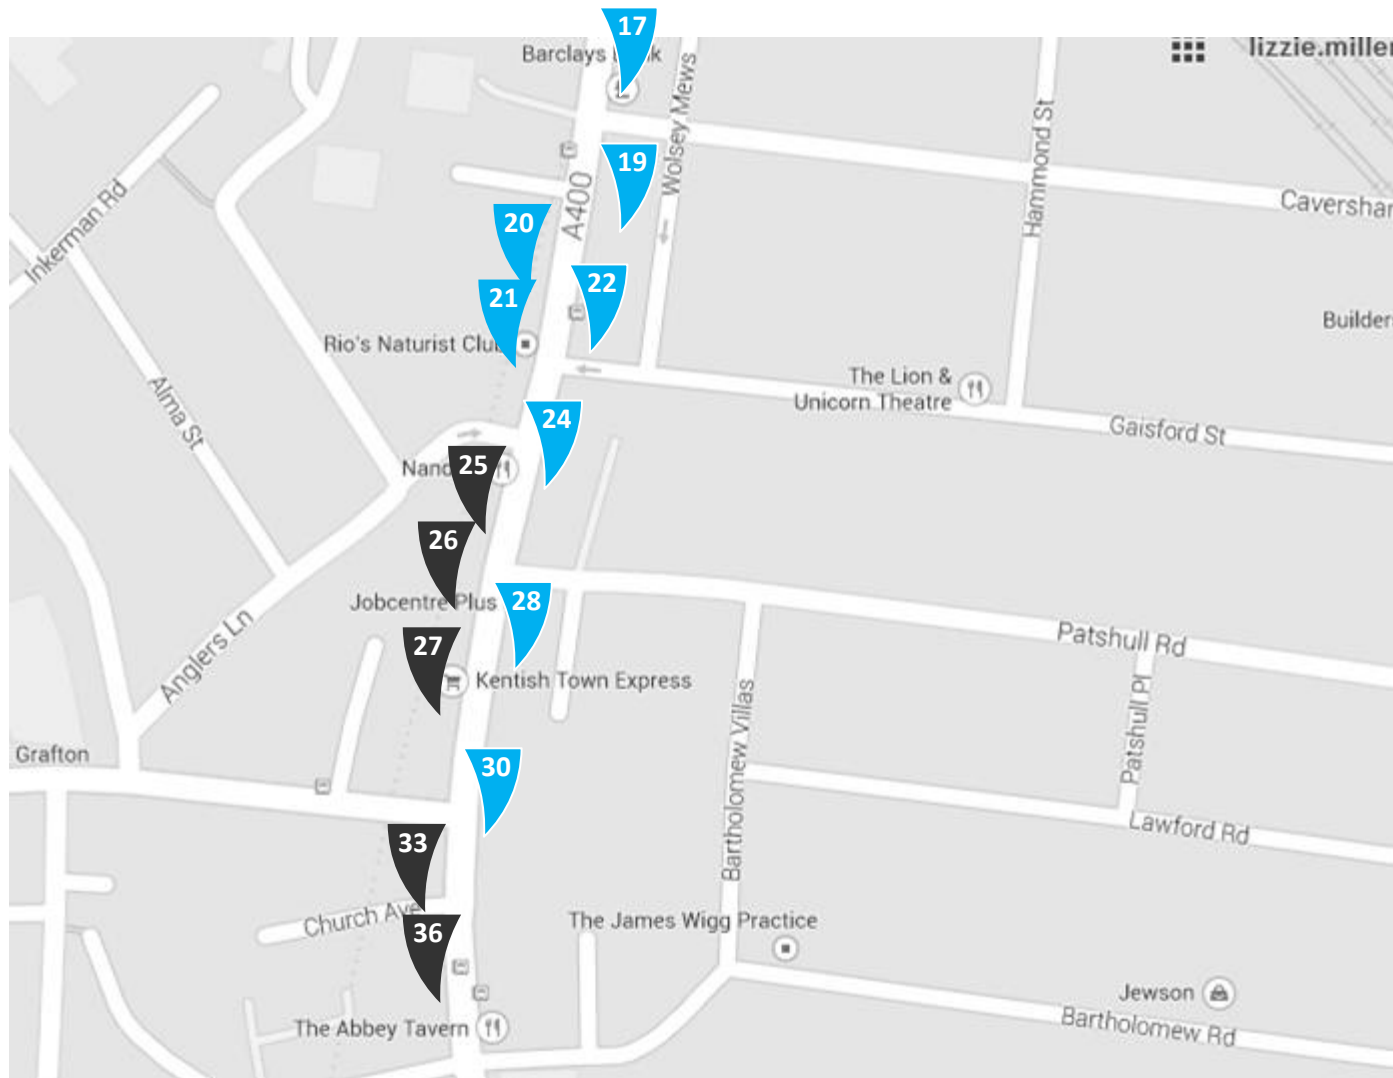 17
Barclays
lizzie.miller
Wolsey Mews
Hammond St
19
A400
Inkerman Rd
20
22
21
Rio's Naturist Club
Builder
The Lion &
Unicorn Theatre
Alma St
24
Gaisford St
25
26
Jobcentre Plus
28
Patshull Rd
27
Anglers Ln
Kentish Town Express
Bartholomew Villas
Patshull Pl
Grafton
30
33
Lawford Rd
Church Ave
The James Wigg Practice
36
Jewson
The Abbey Tavern
Bartholomew Rd